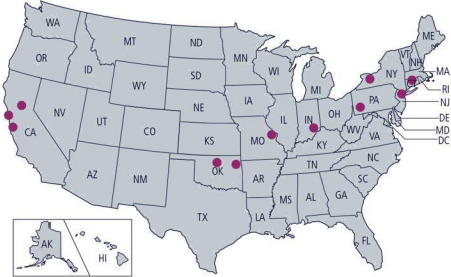 WA
ME
MT
ND
VT
NH
MN
OR
WI
NY
MA
ID
SD
MI
RI
WY
NJ
PA
IA
NE
OH
DE
NV
IL
IN
UT
MD
CO
WV
CA
VA
DC
KS
MO
KY
NC
TN
OK
AZ
AR
SC
NM
MS
AL
GA
TX
LA
FL
AK
HI